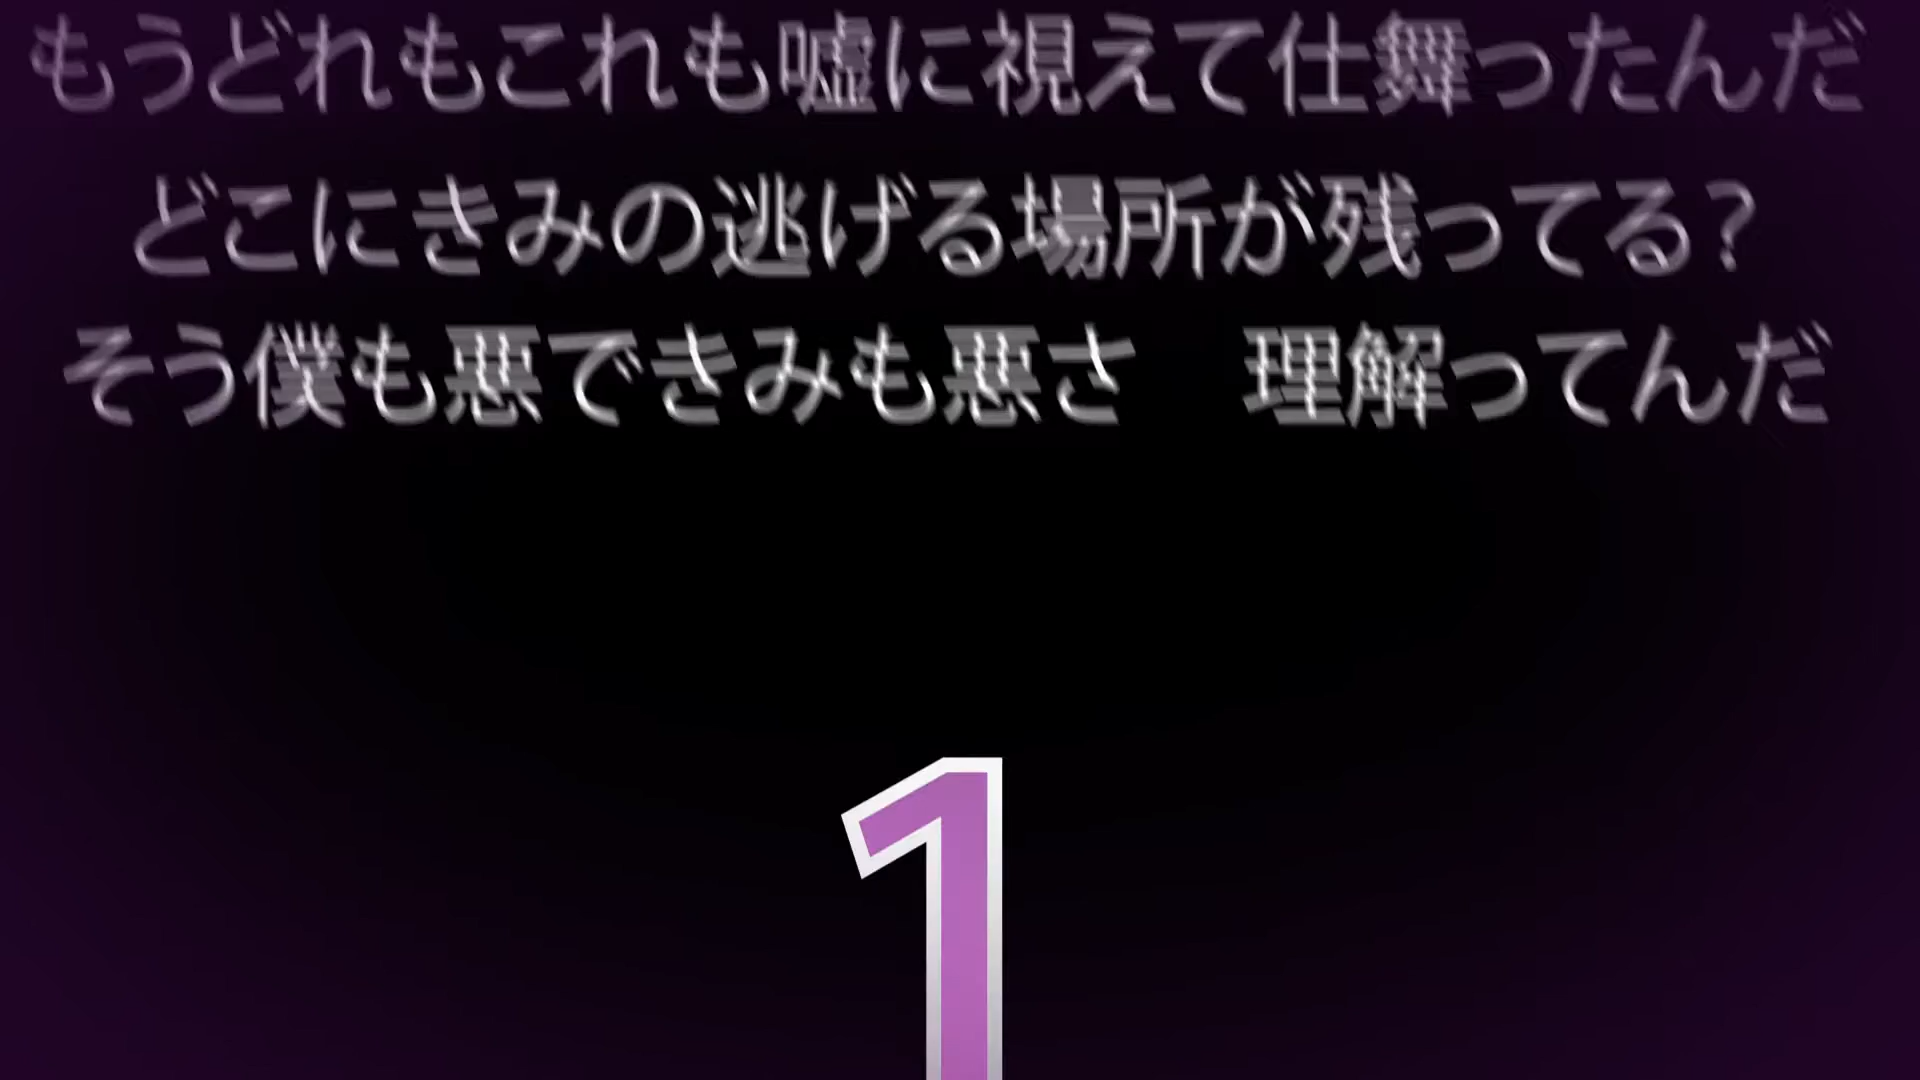 もうどれもこれも嘘に視えて仕舞ったんだ
どこにきみの逃げる場所が残ってる？
そう僕も悪できみも悪さ　理解ってんだ
1